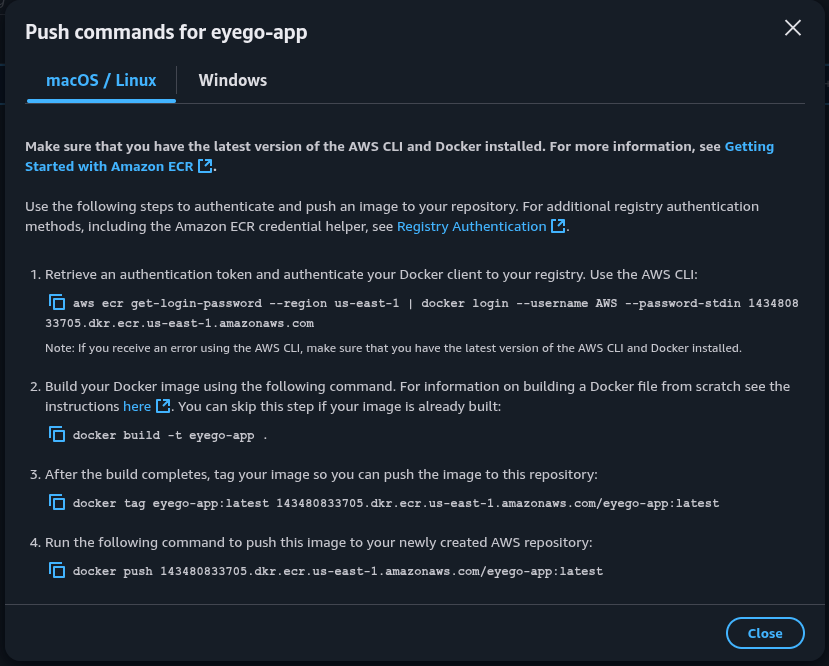 Push commands for eyego-app
macOS / Linux
Windows
Make sure that you have the latest version of the AWS CLI and Docker installed. For more information, see Getting
Started with Amazon ECR.
Use the following steps to authenticate and push an image to your repository. For additional registry authentication
methods, including the Amazon ECR credential helper, see Registry Authentication.
1. Retrieve an authentication token and authenticate your Docker client to your registry. Use the AWS CLI:
aws ecr get-login-password --region us-east-1 | docker login --username AWS --password-stdin 1434808
33705.dkr.ecr.us-east-1.amazonaws.com
Note: If you receive an error using the AWS CLI, make sure that you have the latest version of the AWS CLI and Docker installed.
2. Build your Docker image using the following command. For information on building a Docker file from scratch see the
instructions here. You can skip this step if your image is already built:
docker build -t eyego-app .
3. After the build completes, tag your image so you can push the image to this repository:
docker tag eyego-app:latest 143480833705.dkr.ecr.us-east-1.amazonaws.com/eyego-app:latest
4. Run the following command to push this image to your newly created AWS repository:
docker push 143480833705.dkr.ecr.us-east-1.amazonaws.com/eyego-app:latest
Close